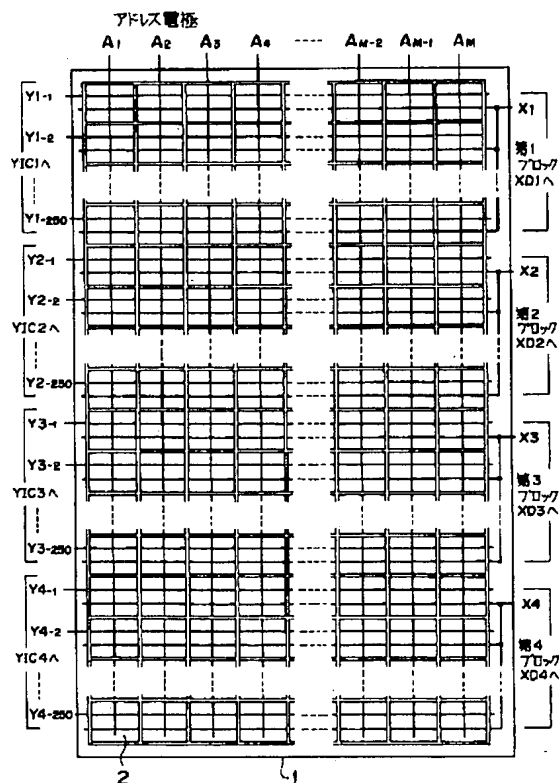 アドレス電極
A1 A2 A3 A4 A M-2 A M-1 A M
Y1-1
Y1-2
YIC1へ
Y1-250
X1
第1
ブロック
XD1へ
Y2-1
Y2-2
YIC2へ
Y2-250
X2
第2
ブロック
XD2へ
Y3-1
Y3-2
YIC3へ
Y3-250
X3
第3
ブロック
XD3へ
Y4-1
Y4-2
YIC4へ
Y4-250
X4
第4
ブロック
XD4へ
2
1